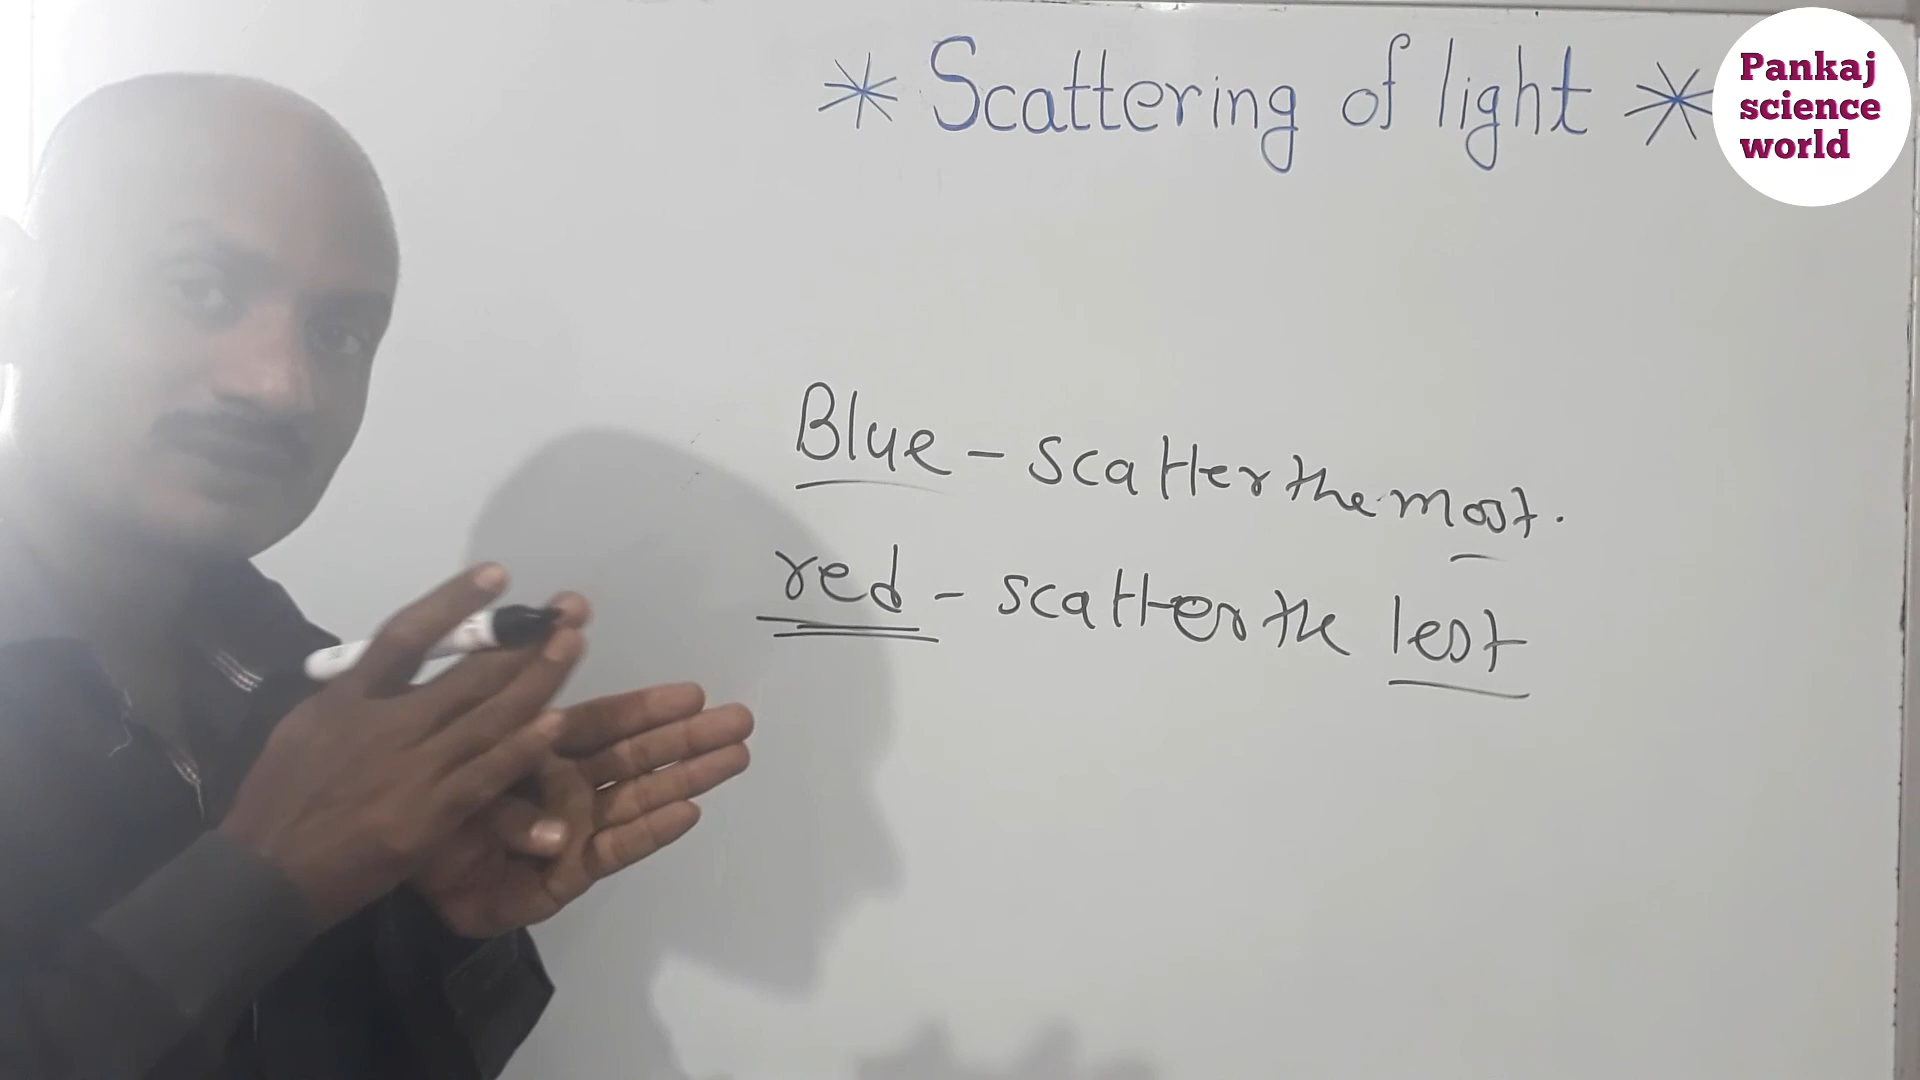 * Scattering of light *
Pankaj
science
world
Blue - scatter the most.
red - scatter the lest